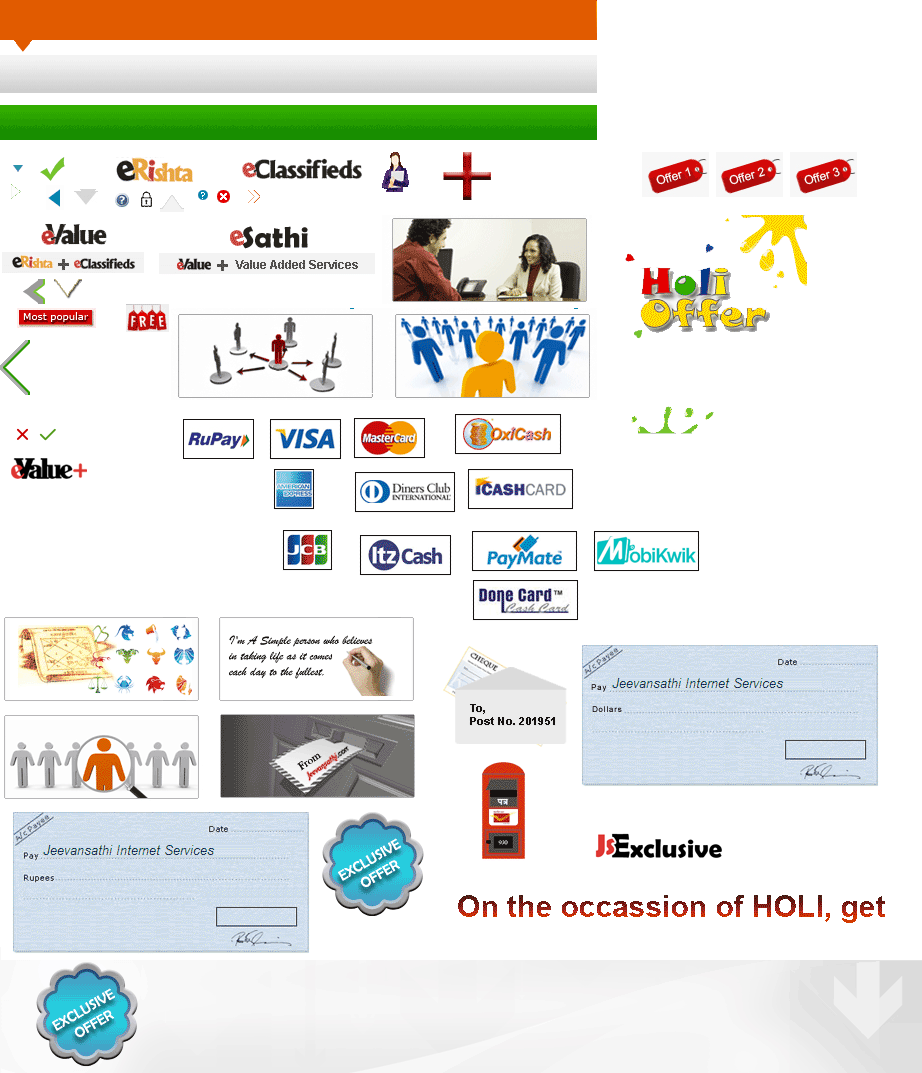 eRishta
eClassifieds
Offer 1
Offer 2
Offer 3
eValue
eSathi
eRishta + eClassifieds
eValue + Value Added Services
Holi
Offer
Most popular
FREE
RuPay
VISA
MasterCard
OxiCash
eValue+
AMERICAN
EXPRESS
Diners Club
INTERNATIONAL
iCASHCARD
JCB
Itz Cash
PayMate
MobiKwik
Done Card™
Cash Card
I'm A Simple person who believes
in taking life as it comes
each day to the fullest.
CHEQUE
To,
Post No. 201951
A/c Payee
Date
Pay Jeevansathi Internet Services
Dollars
From
Jeevansathi.com
पत्र
A/c Payee
Date
Pay Jeevansathi Internet Services
Rupees
EXCLUSIVE
OFFER
JsExclusive
On the occassion of HOLI, get
EXCLUSIVE
OFFER